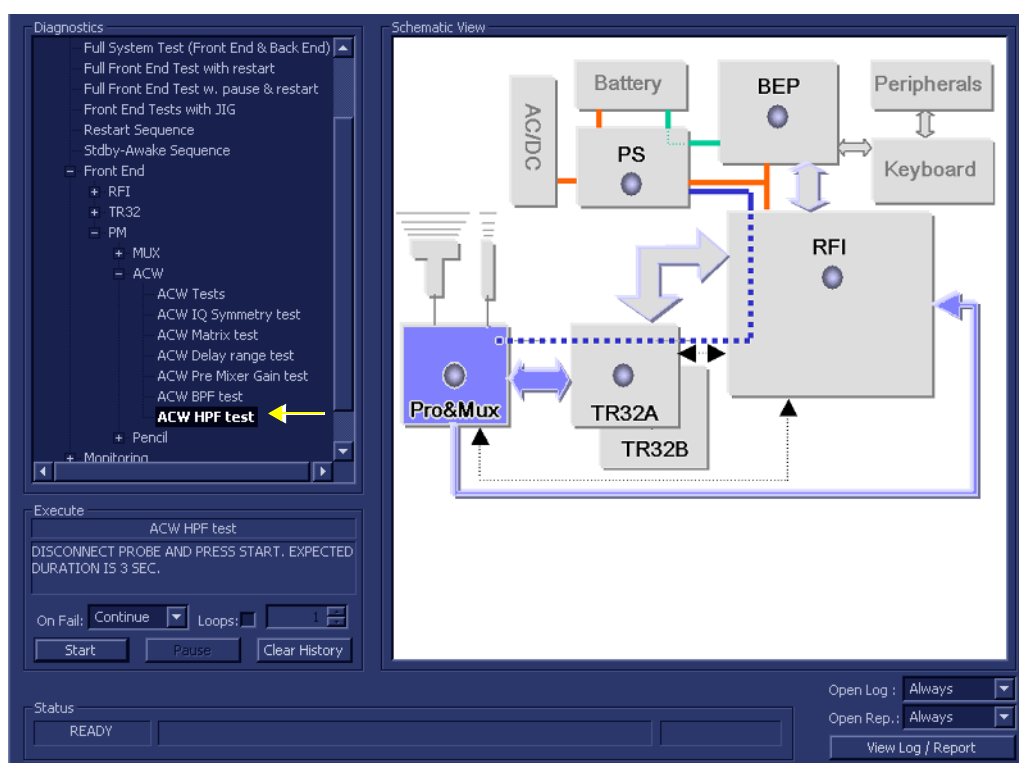 Diagnostics
Full System Test (Front End & Back End)
Full Front End Test with restart
Full Front End Test w. pause & restart
Front End Tests with JIG
Restart Sequence
Stdby-Awake Sequence
Front End
RFI
TR32
PM
MUX
ACW
ACW Tests
ACW IQ Symmetry test
ACW Matrix test
ACW Delay range test
ACW Pre Mixer Gain test
ACW BPF test
ACW HPF test
Pencil
Monitoring
Execute
ACW HPF test
DISCONNECT PROBE AND PRESS START. EXPECTED
DURATION IS 3 SEC.
On Fail: Continue Loops: 1
Start Pause Clear History
Schematic View
Battery
BEP
Peripherals
AC/DC
PS
Keyboard
RFI
Pro&Mux
TR32A
TR32B
Status
READY
Open Log : Always
Open Rep.: Always
View Log / Report